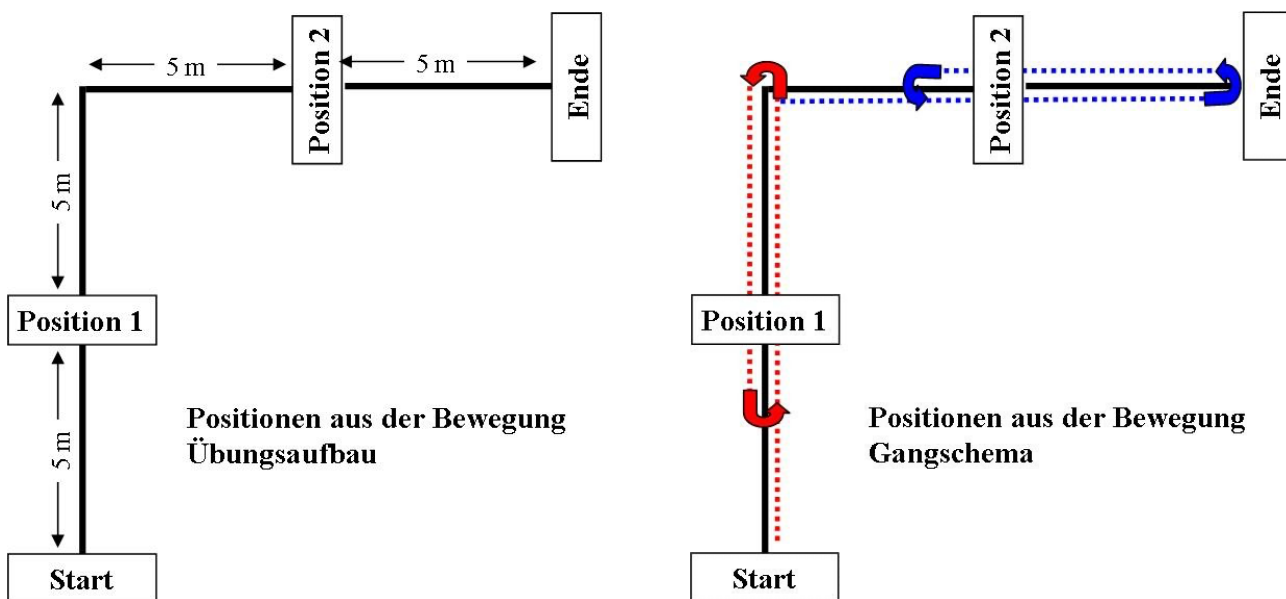 5 m
Position 2
5 m
Ende
5 m
Position 1
5 m
Positionen aus der Bewegung
Übungsaufbau
Start
Position 2
Ende
Position 1
Positionen aus der Bewegung
Gangschema
Start